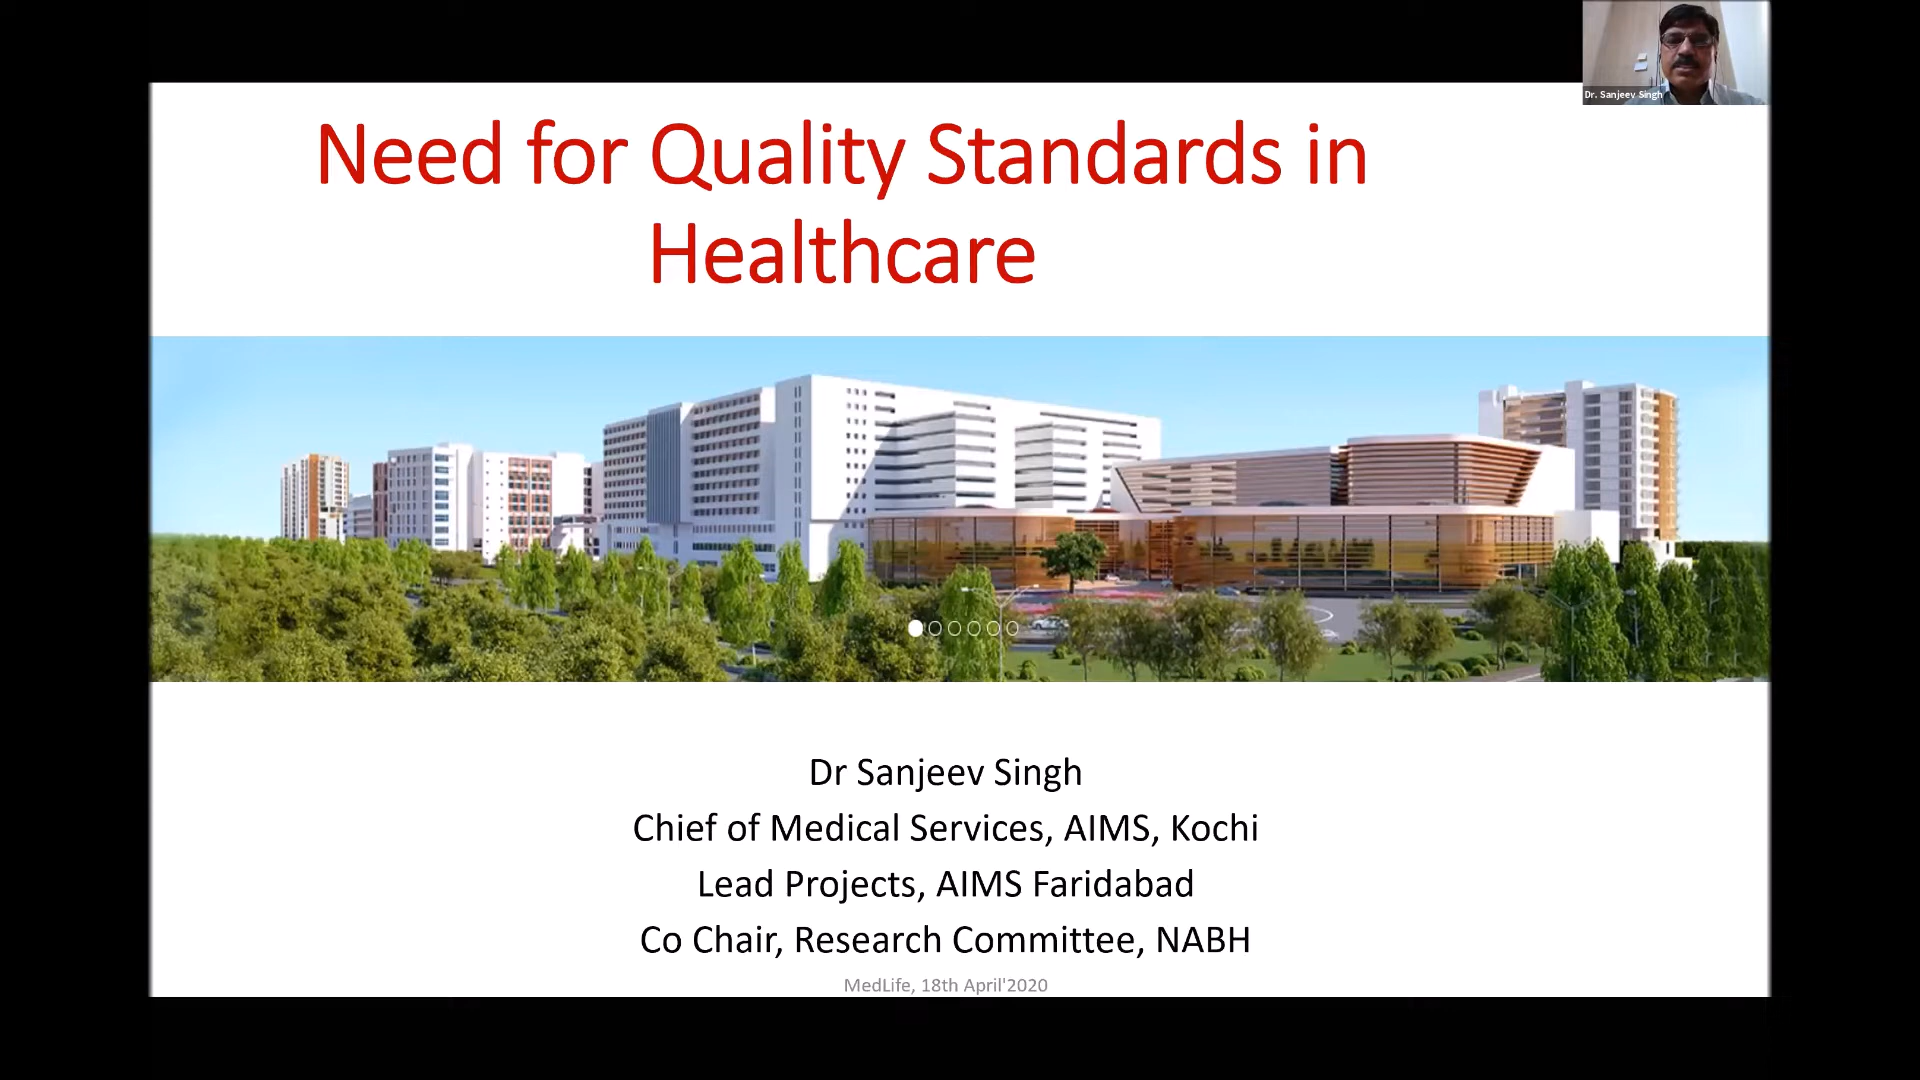 Dr. Sanjeev Singh
Need for Quality Standards in
Healthcare
Dr Sanjeev Singh
Chief of Medical Services, AIMS, Kochi
Lead Projects, AIMS Faridabad
Co Chair, Research Committee, NABH
MedLife, 18th April'2020